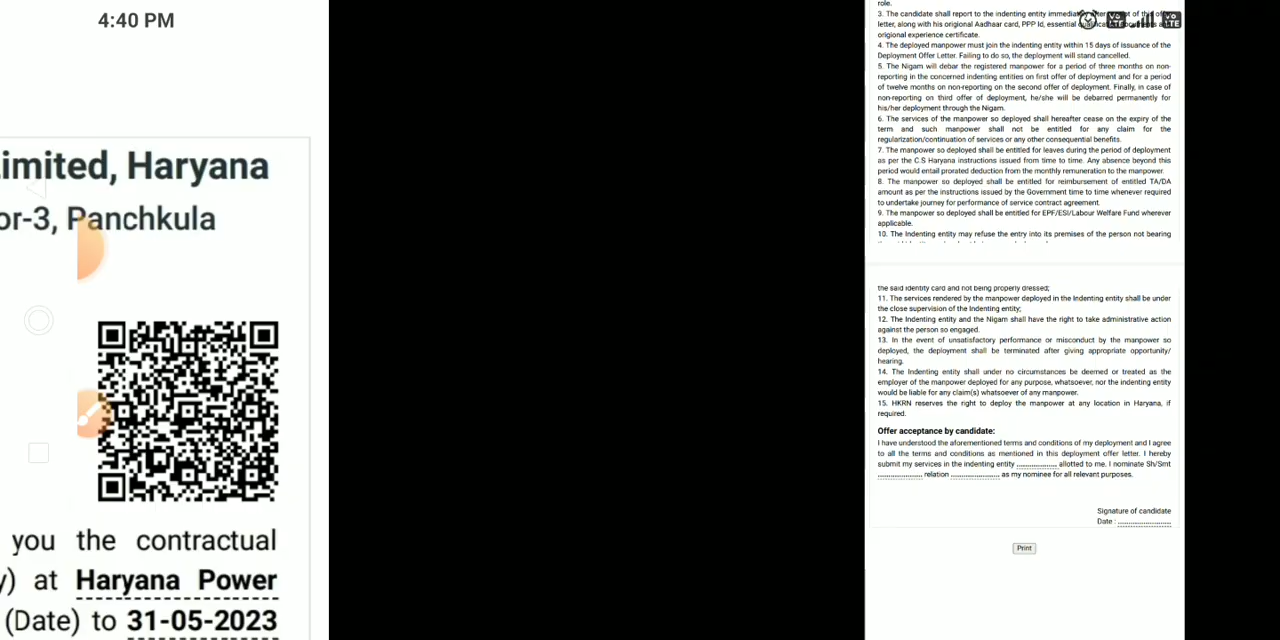 4:40 PM
Limited, Haryana
or-3, Panchkula
you the contractual
y) at Haryana Power
(Date) to 31-05-2023
role.
3. The candidate shall report to the indenting entity immediately after receipt of this offer
letter, along with his origional Aadhaar card, PPP Id, essential qualification documents and
origional experience certificate.
4. The deployed manpower must join the indenting entity within 15 days of issuance of the
Deployment Offer Letter. Failing to do so, the deployment will stand cancelled.
5. The Nigam will debar the registered manpower for a period of three months on non-
reporting in the concerned indenting entities on first offer of deployment and for a period
of twelve months on non-reporting on the second offer of deployment. Finally, in case of
non-reporting on third offer of deployment, he/she will be debarred permanently for
his/her deployment through the Nigam.
6. The services of the manpower so deployed shall hereafter cease on the expiry of the
term and such manpower shall not be entitled for any claim for the
regularization/continuation of services or any other consequential benefits.
7. The manpower so deployed shall be entitled for leaves during the period of deployment
as per the C.S Haryana instructions issued from time to time. Any absence beyond this
period would entail prorated deduction from the monthly remuneration to the manpower.
8. The manpower so deployed shall be entitled for reimbursement of entitled TA/DA
amount as per the instructions issued by the Government time to time whenever required
to undertake journey for performance of service contract agreement.
9. The manpower so deployed shall be entitled for EPF/ESI/Labour Welfare Fund wherever
applicable.
10. The Indenting entity may refuse the entry into its premises of the person not bearing
the said identity card and not being properly dressed;
11. The services rendered by the manpower deployed in the Indenting entity shall be under
the close supervision of the Indenting entity;
12. The Indenting entity and the Nigam shall have the right to take administrative action
against the person so engaged.
13. In the event of unsatisfactory performance or misconduct by the manpower so
deployed, the deployment shall be terminated after giving appropriate opportunity/
hearing.
14. The Indenting entity shall under no circumstances be deemed or treated as the
employer of the manpower deployed for any purpose, whatsoever, nor the indenting entity
would be liable for any claim(s) whatsoever of any manpower.
15. HKRN reserves the right to deploy the manpower at any location in Haryana, if
required.
Offer acceptance by candidate:
I have understood the aforementioned terms and conditions of my deployment and I agree
to all the terms and conditions as mentioned in this deployment offer letter. I hereby
submit my services in the indenting entity .................... allotted to me. I nominate Sh/Smt
...................... relation ........................ as my nominee for all relevant purposes.
Signature of candidate
Date : ........................
Print